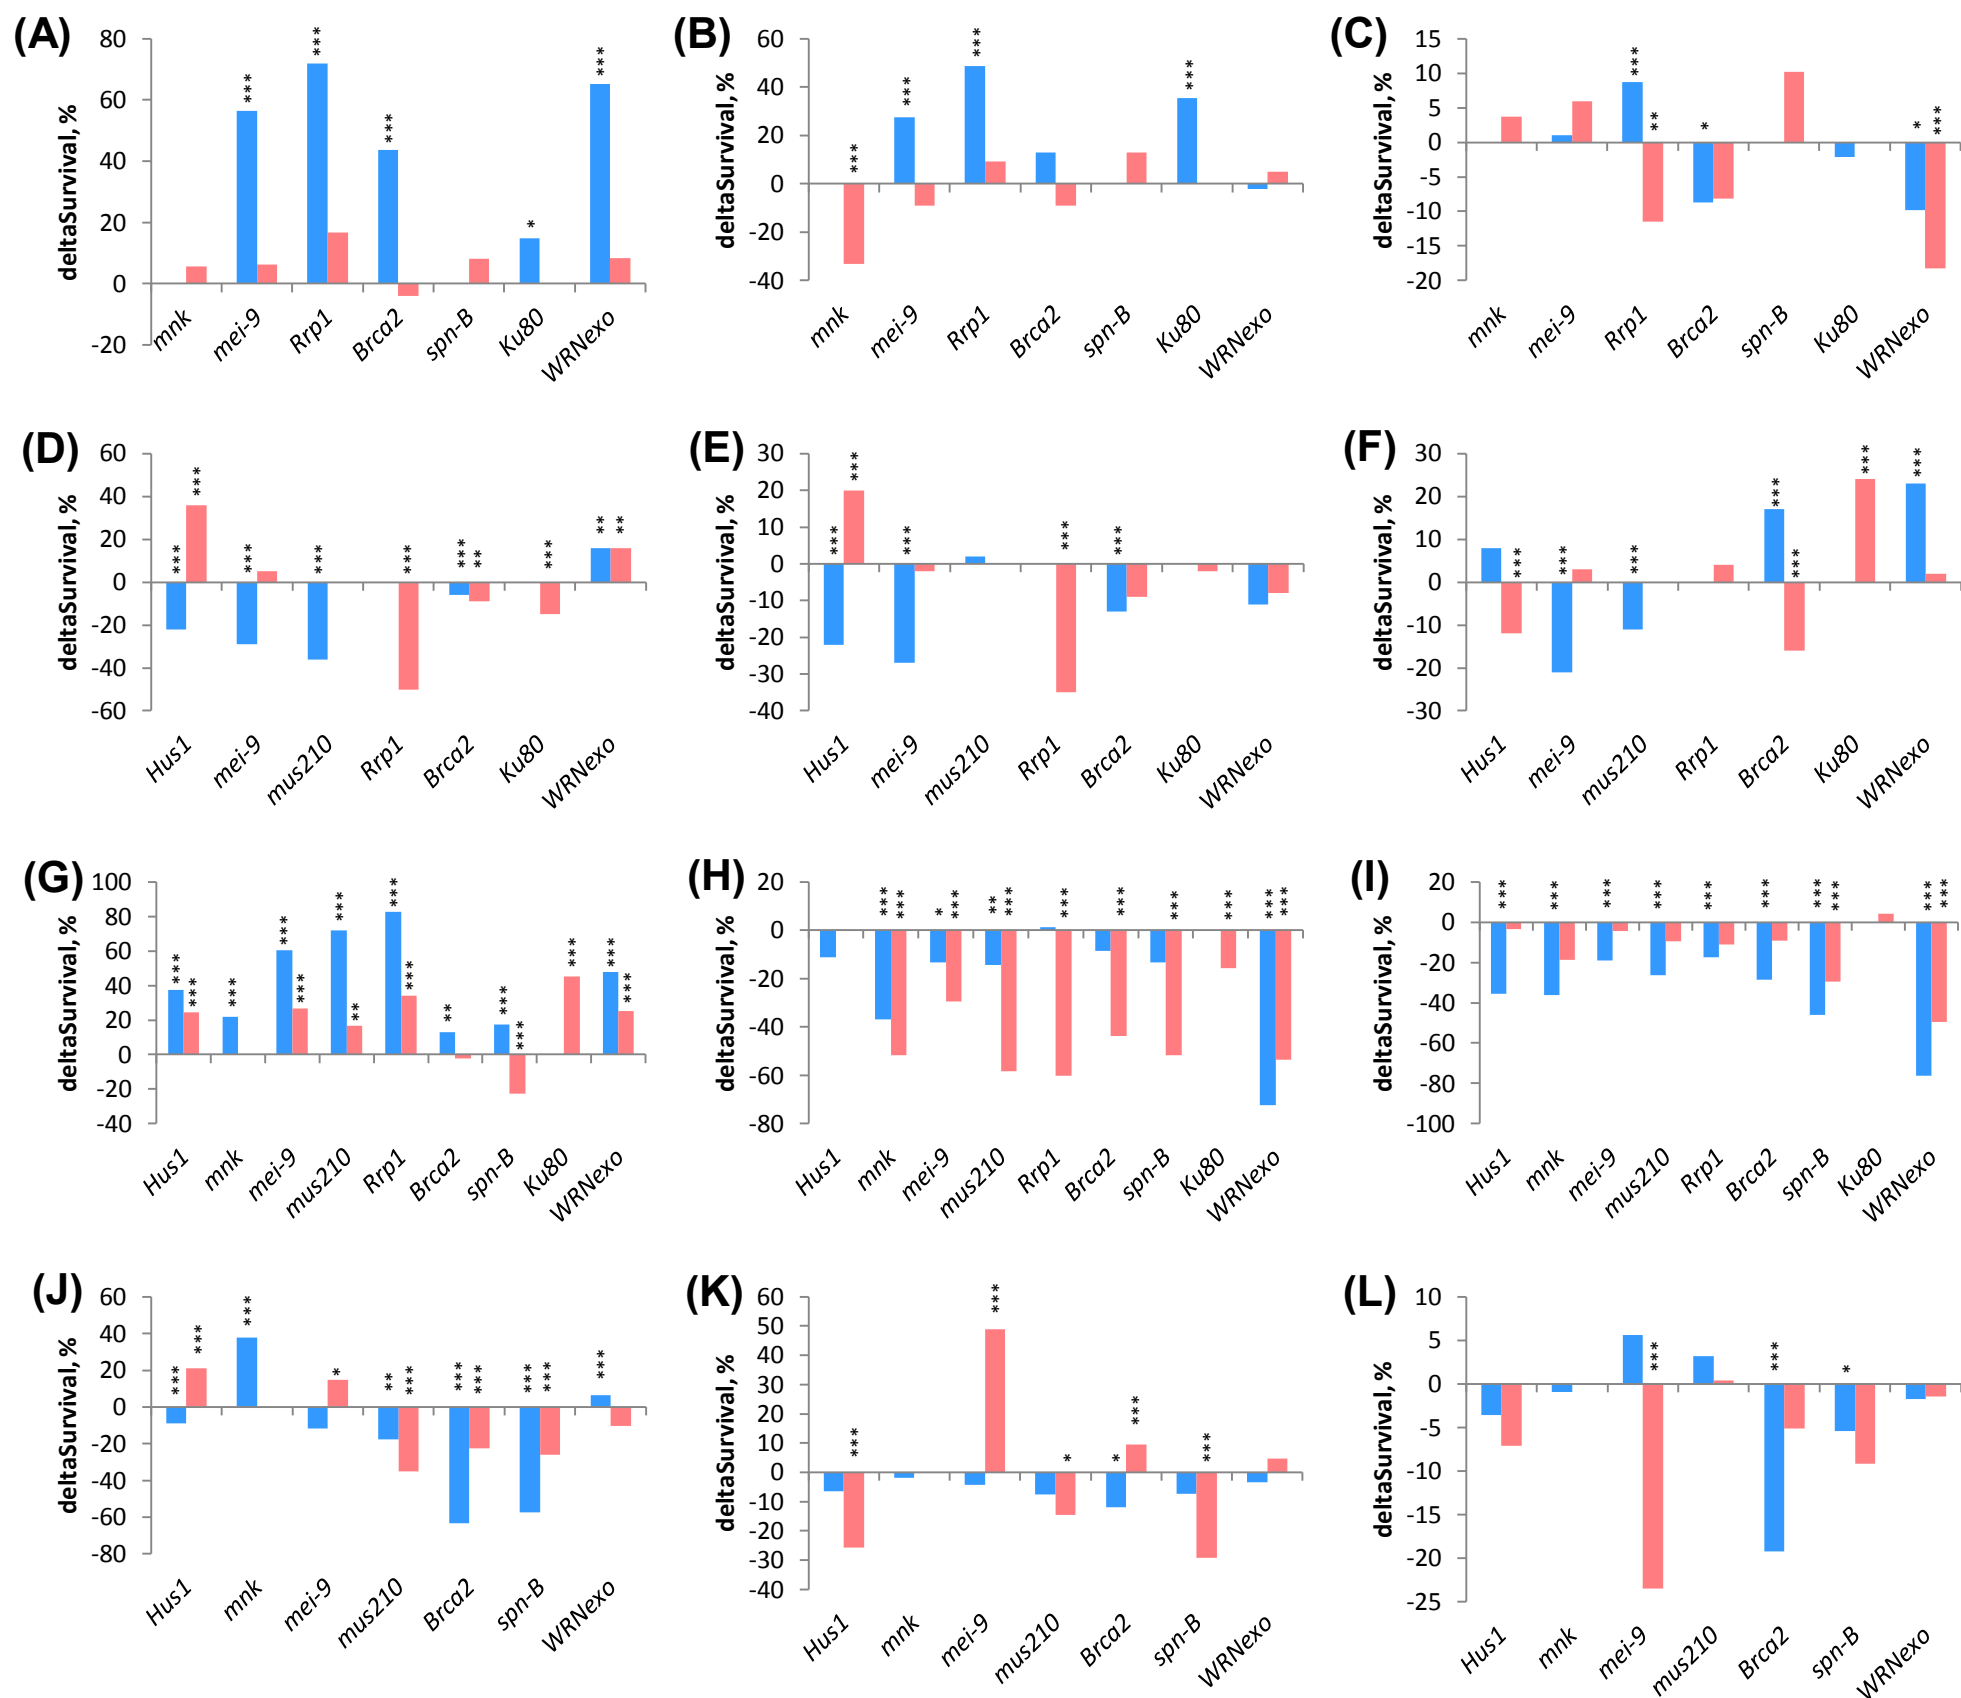 (A)
deltaSurvival, %
80
60
40
20
0
-20
***
***
***
*
***
mnk
mei-9
Rrp1
Brca2
spn-B
Ku80
WRNexo
(B)
deltaSurvival, %
60
40
20
0
-20
-40
***
***
***
***
mnk
mei-9
Rrp1
Brca2
spn-B
Ku80
WRNexo
(C)
deltaSurvival, %
15
10
5
0
-5
-10
-15
-20
***
**
*
*
***
mnk
mei-9
Rrp1
Brca2
spn-B
Ku80
WRNexo
(D)
deltaSurvival, %
60
40
20
0
-20
-40
-60
***
***
***
***
***
***
**
***
**
**
Hus1
mei-9
mus210
Rrp1
Brca2
Ku80
WRNexo
(E)
deltaSurvival, %
30
20
10
0
-10
-20
-30
-40
***
***
***
***
***
Hus1
mei-9
mus210
Rrp1
Brca2
Ku80
WRNexo
(F)
deltaSurvival, %
30
20
10
0
-10
-20
-30
***
***
***
***
***
***
***
Hus1
mei-9
mus210
Rrp1
Brca2
Ku80
WRNexo
(G)
deltaSurvival, %
100
80
60
40
20
0
-20
-40
***
***
***
***
***
***
**
***
***
**
***
***
***
***
***
Hus1
mnk
mei-9
mus210
Rrp1
Brca2
spn-B
Ku80
WRNexo
(H)
deltaSurvival, %
20
0
-20
-40
-60
-80
***
***
*
***
**
***
***
***
***
***
***
***
Hus1
mnk
mei-9
mus210
Rrp1
Brca2
spn-B
Ku80
WRNexo
(I)
deltaSurvival, %
20
0
-20
-40
-60
-80
-100
***
***
***
***
***
***
***
***
***
***
Hus1
mnk
mei-9
mus210
Rrp1
Brca2
spn-B
Ku80
WRNexo
(J)
deltaSurvival, %
60
40
20
0
-20
-40
-60
-80
***
***
***
*
**
***
***
***
***
***
***
Hus1
mnk
mei-9
mus210
Brca2
spn-B
WRNexo
(K)
deltaSurvival, %
60
50
40
30
20
10
0
-10
-20
-30
-40
***
***
*
*
***
***
Hus1
mnk
mei-9
mus210
Brca2
spn-B
WRNexo
(L)
deltaSurvival, %
10
5
0
-5
-10
-15
-20
-25
***
***
*
Hus1
mnk
mei-9
mus210
Brca2
spn-B
WRNexo